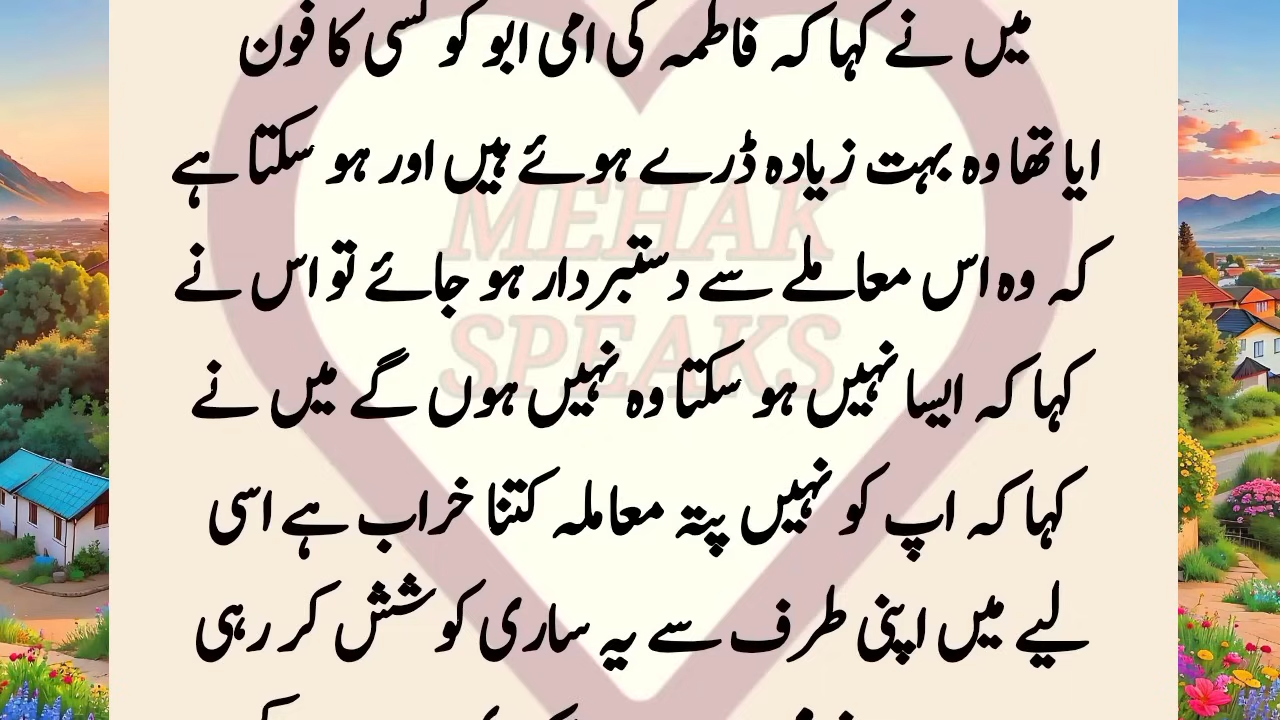 میں نے کہا کہ فاطمہ کی امی ابو کو کسی کا فون
ایا تھا وہ بہت زیادہ ڈرے ہوئے ہیں اور ہو سکتا ہے
کہ وہ اس معاملے سے دستبردار ہو جائے تو اس نے
کہا کہ ایسا نہیں ہو سکتا وہ نہیں ہوں گے میں نے
کہا کہ اپ کو نہیں پتہ معاملہ کتنا خراب ہے اسی
لیے میں اپنی طرف سے یہ ساری کوشش کر رہی
MEHAK
SPEAKS